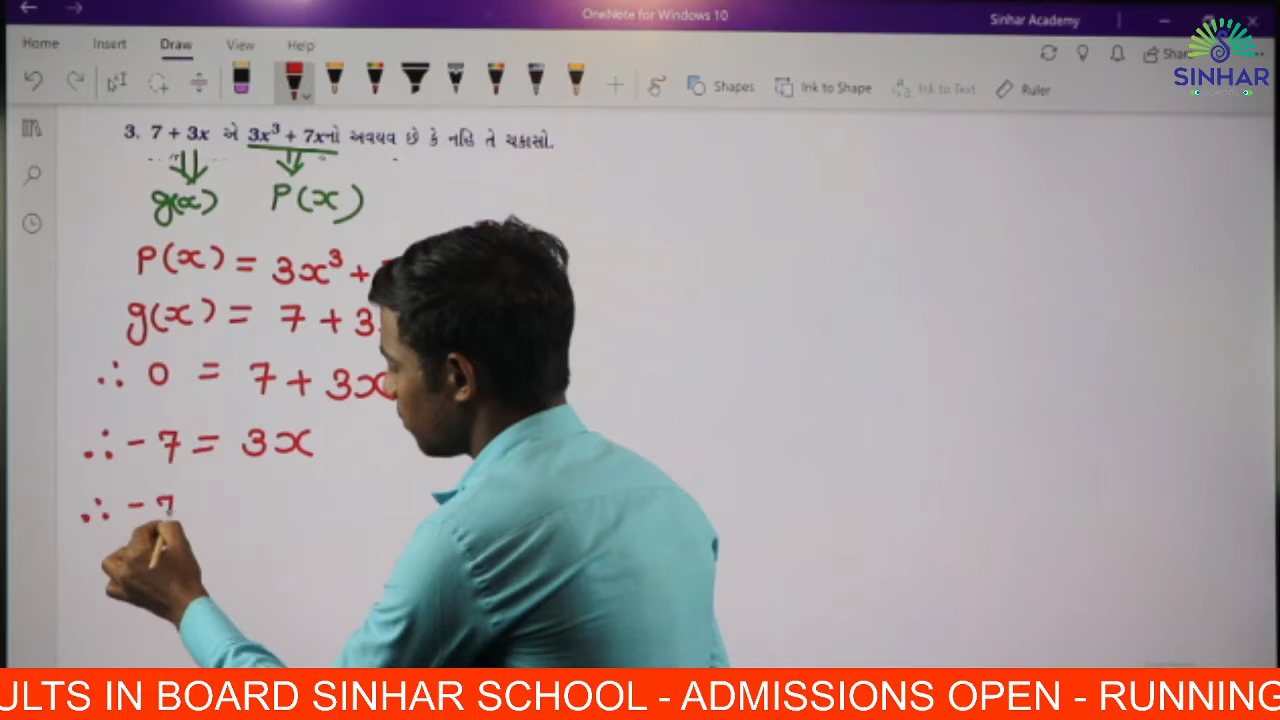 OneNote for Windows 10
Sinhar Academy
Home Insert Draw View Help
Shapes Ink to Shape Ink to Text Ruler
SINHAR
SCHOOL
3. 7 + 3x એ 3x³ + 7xનો અવયવ છે કે નહિ તે ચકાસો.
g(x) P(x)
P(x) = 3x³ +
g(x) = 7 + 3
∴ 0 = 7 + 3x
∴ -7 = 3x
∴ -7
ULTS IN BOARD SINHAR SCHOOL - ADMISSIONS OPEN - RUNNING